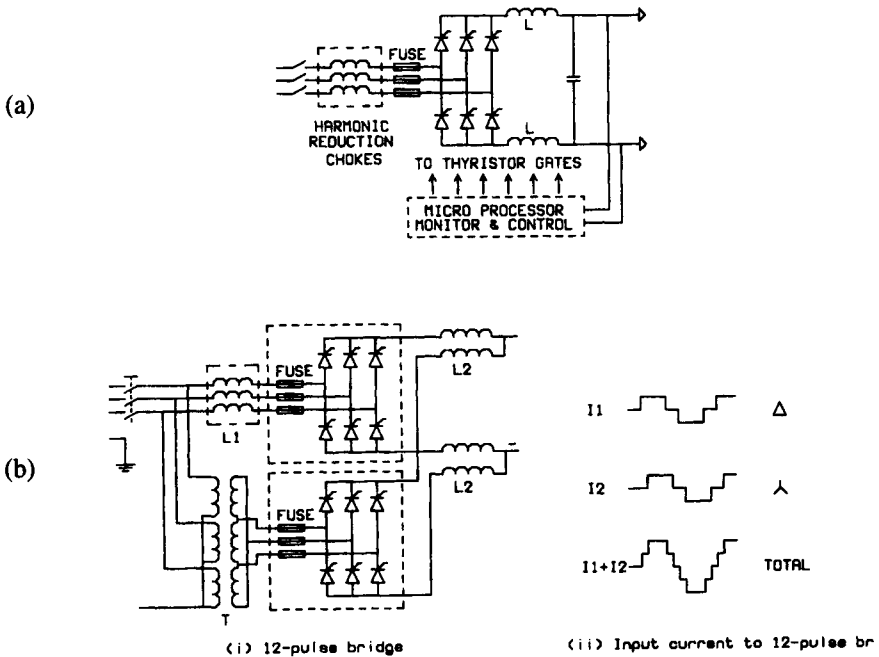 (a)
L
FUSE
HARMONIC
REDUCTION
CHOKES
L
TO THYRISTOR GATES
MICRO PROCESSOR
MONITOR & CONTROL
(b)
FUSE
L1
L2
L2
FUSE
T
(i) 12-pulse bridge
I1 Δ
I2
I1+I2 TOTAL
(ii) Input current to 12-pulse br